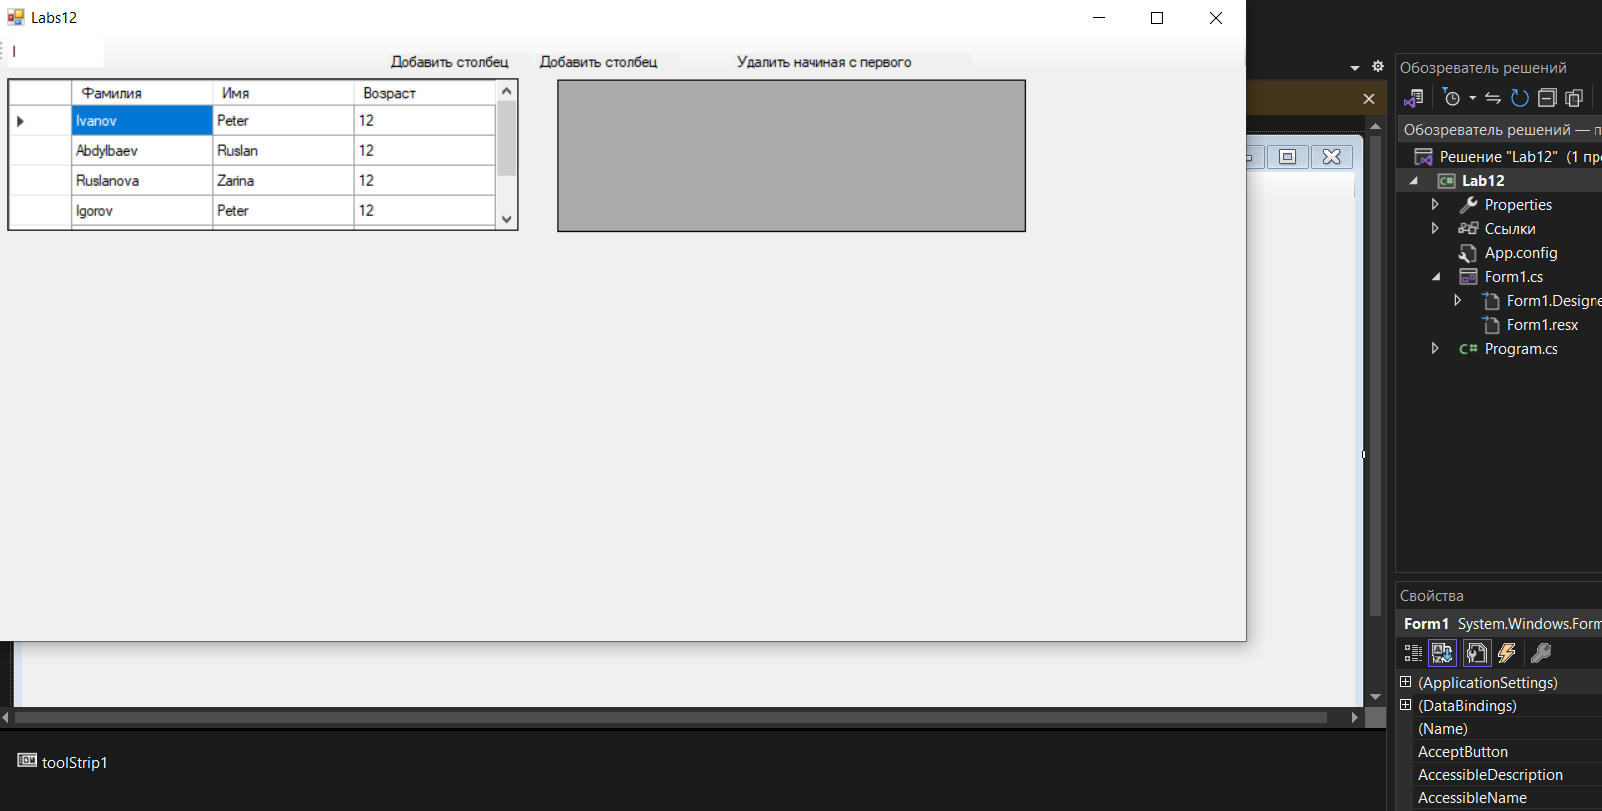 Labs12
I
Добавить столбец
Добавить столбец
Удалить начиная с первого
Фамилия Имя Возраст
Ivanov Peter 12
Abdylbaev Ruslan 12
Ruslanova Zarina 12
Igorov Peter 12
toolStrip1
Обозреватель решений
Обозреватель решений — п
Решение "Lab12" (1 про
Lab12
Properties
Ссылки
App.config
Form1.cs
Form1.Designe
Form1.resx
C# Program.cs
Свойства
Form1 System.Windows.Form
(ApplicationSettings)
(DataBindings)
(Name)
AcceptButton
AccessibleDescription
AccessibleName